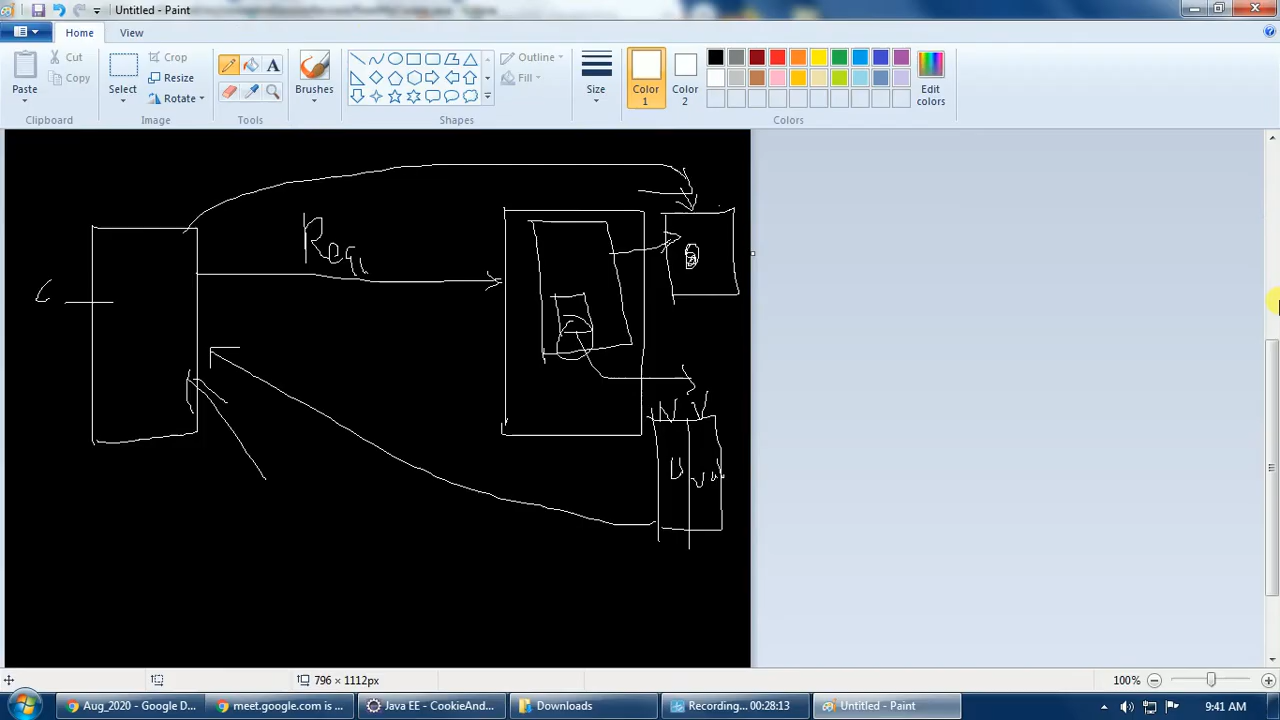 Untitled - Paint
Home
View
Paste
Cut
Copy
Clipboard
Select
Crop
Resize
Rotate
Image
Tools
Brushes
Shapes
Outline
Fill
Size
Color
1
Color
2
Edit
colors
Colors
Requ
C
N V
796 × 1112px
100%
Aug_2020 - Google D...
meet.google.com is ...
Java EE - CookieAnd...
Downloads
Recording... 00:28:13
Untitled - Paint
9:41 AM